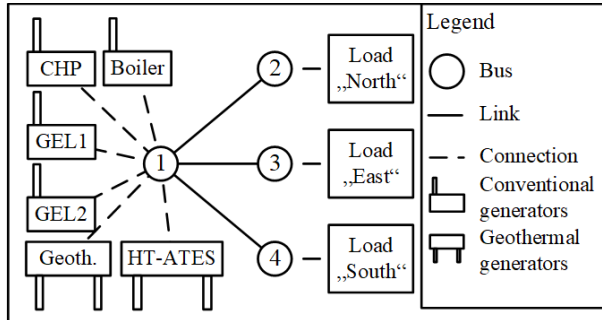 CHP
Boiler
GEL1
GEL2
Geoth.
HT-ATES
1
2
3
4
Load
„North“
Load
„East“
Load
„South“
Legend
Bus
Link
Connection
Conventional
generators
Geothermal
generators